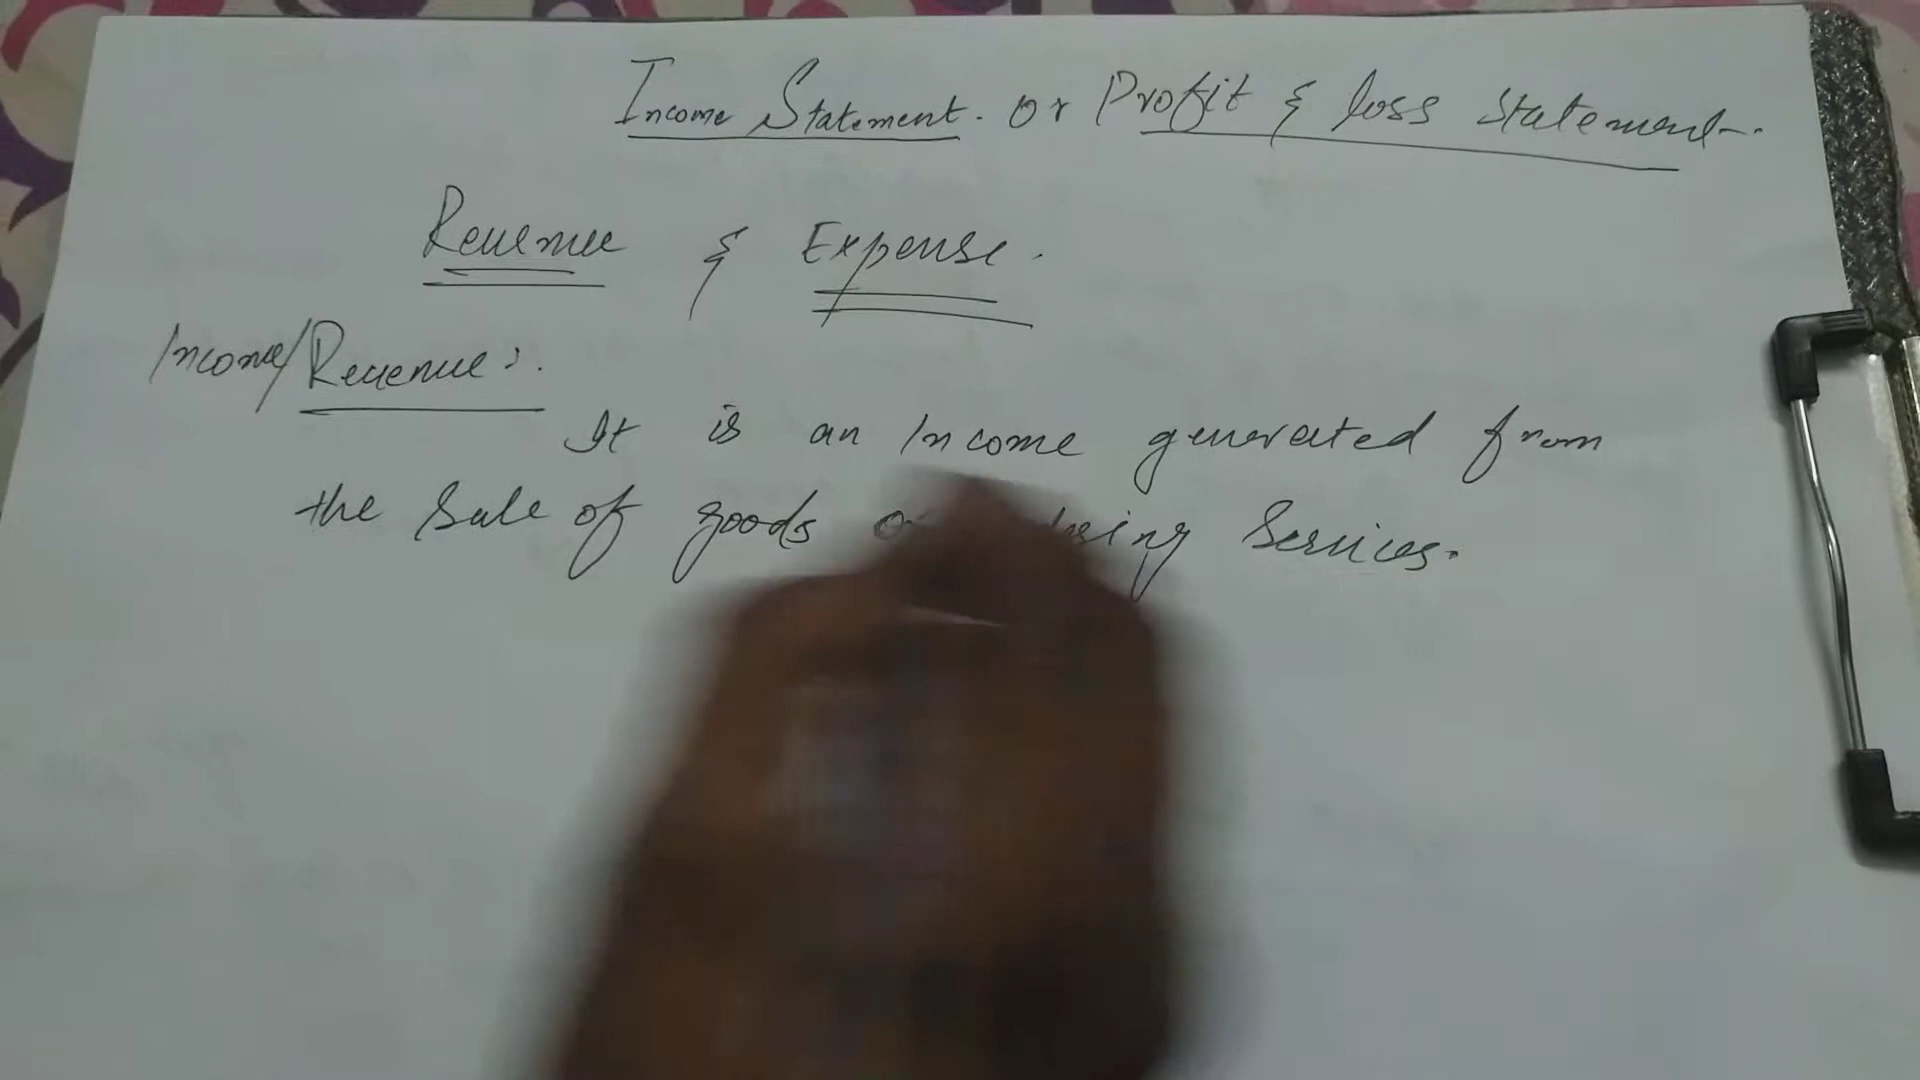 Income Statement. or Profit & loss Statement.
Revenue & Expense.
Income/Revenue:.
It is an Income generated from
the Sale of goods Services.